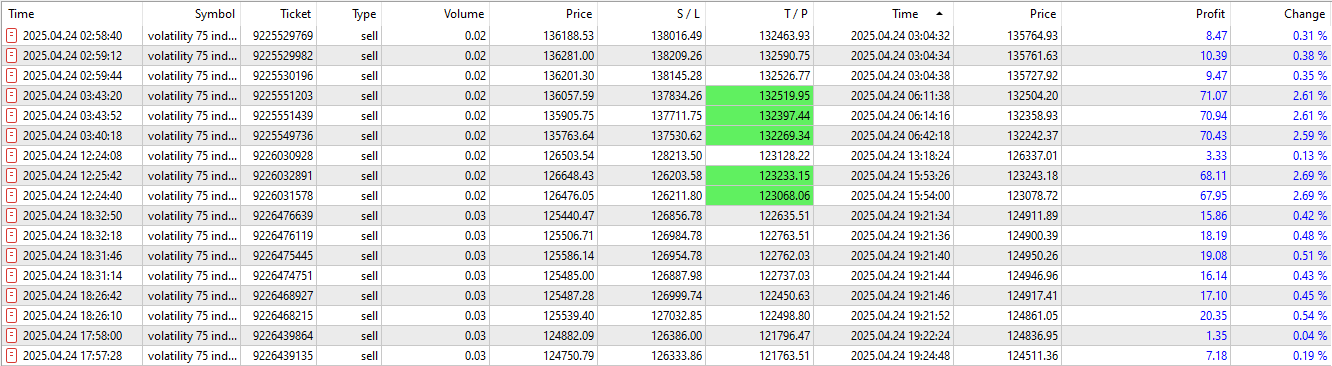 Time Symbol Ticket Type Volume Price S / L T / P Time Price Profit Change
2025.04.24 02:58:40 volatility 75 ind... 9225529769 sell 0.02 136188.53 138016.49 132463.93 2025.04.24 03:04:32 135764.93 8.47 0.31 %
2025.04.24 02:59:12 volatility 75 ind... 9225529982 sell 0.02 136281.00 138209.26 132590.75 2025.04.24 03:04:34 135761.63 10.39 0.38 %
2025.04.24 02:59:44 volatility 75 ind... 9225530196 sell 0.02 136201.30 138145.28 132526.77 2025.04.24 03:04:38 135727.92 9.47 0.35 %
2025.04.24 03:43:20 volatility 75 ind... 9225551203 sell 0.02 136057.59 137834.26 132519.95 2025.04.24 06:11:38 132504.20 71.07 2.61 %
2025.04.24 03:43:52 volatility 75 ind... 9225551439 sell 0.02 135905.75 137711.75 132397.44 2025.04.24 06:14:16 132358.93 70.94 2.61 %
2025.04.24 03:40:18 volatility 75 ind... 9225549736 sell 0.02 135763.64 137530.62 132269.34 2025.04.24 06:42:18 132242.37 70.43 2.59 %
2025.04.24 12:24:08 volatility 75 ind... 9226030928 sell 0.02 126503.54 128213.50 123128.22 2025.04.24 13:18:24 126337.01 3.33 0.13 %
2025.04.24 12:25:42 volatility 75 ind... 9226032891 sell 0.02 126648.43 126203.58 123233.15 2025.04.24 15:53:26 123243.18 68.11 2.69 %
2025.04.24 12:24:40 volatility 75 ind... 9226031578 sell 0.02 126476.05 126211.80 123068.06 2025.04.24 15:54:00 123078.72 67.95 2.69 %
2025.04.24 18:32:50 volatility 75 ind... 9226476639 sell 0.03 125440.47 126856.78 122635.51 2025.04.24 19:21:34 124911.89 15.86 0.42 %
2025.04.24 18:32:18 volatility 75 ind... 9226476119 sell 0.03 125506.71 126984.78 122763.51 2025.04.24 19:21:36 124900.39 18.19 0.48 %
2025.04.24 18:31:46 volatility 75 ind... 9226475445 sell 0.03 125586.14 126954.78 122762.03 2025.04.24 19:21:40 124950.26 19.08 0.51 %
2025.04.24 18:31:14 volatility 75 ind... 9226474751 sell 0.03 125485.00 126887.98 122737.03 2025.04.24 19:21:44 124946.96 16.14 0.43 %
2025.04.24 18:26:42 volatility 75 ind... 9226468927 sell 0.03 125487.28 126999.74 122450.63 2025.04.24 19:21:46 124917.41 17.10 0.45 %
2025.04.24 18:26:10 volatility 75 ind... 9226468215 sell 0.03 125539.40 127032.85 122498.80 2025.04.24 19:21:52 124861.05 20.35 0.54 %
2025.04.24 17:58:00 volatility 75 ind... 9226439864 sell 0.03 124882.09 126386.00 121796.47 2025.04.24 19:22:24 124836.95 1.35 0.04 %
2025.04.24 17:57:28 volatility 75 ind... 9226439135 sell 0.03 124750.79 126333.86 121763.51 2025.04.24 19:24:48 124511.36 7.18 0.19 %